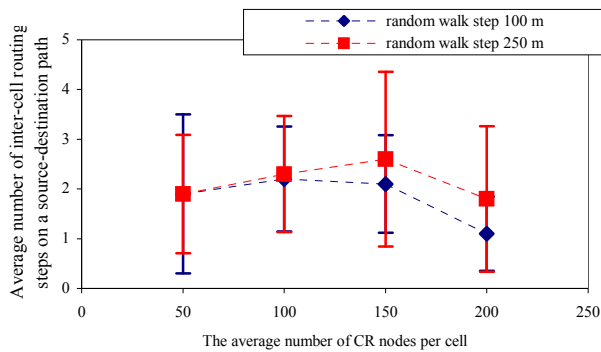 random walk step 100 m
random walk step 250 m
Average number of inter-cell routing
steps on a source-destination path
5
4
3
2
1
0
0 50 100 150 200 250
The average number of CR nodes per cell